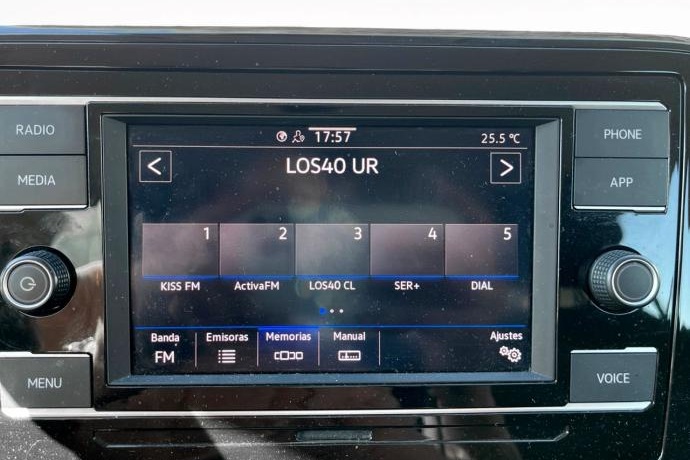 RADIO
MEDIA
MENU
17:57
25.5 °C
<
LOS40 UR
>
1
2
3
4
5
KISS FM
ActivaFM
LOS40 CL
SER+
DIAL
Banda
FM
Emisoras
Memorias
Manual
Ajustes
PHONE
APP
VOICE